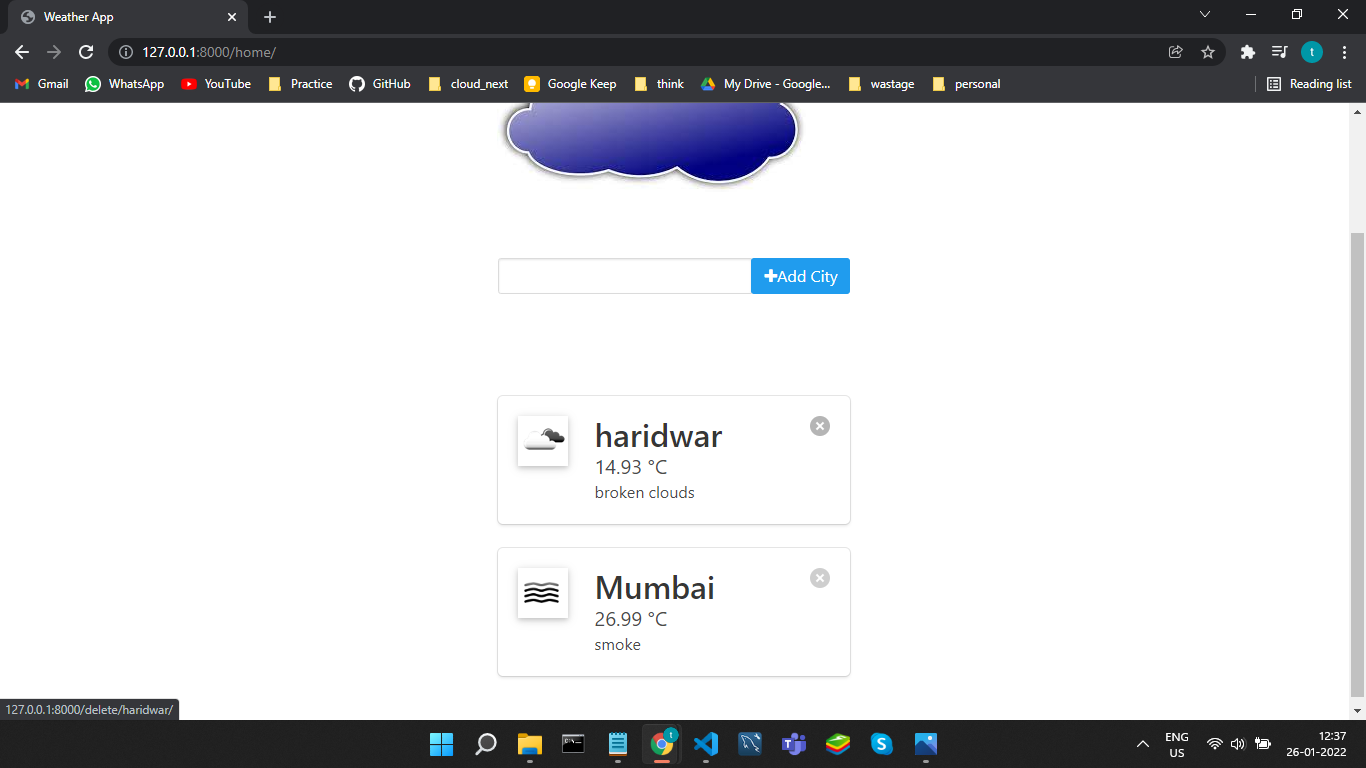 Weather App
127.0.0.1:8000/home/
Gmail WhatsApp YouTube Practice GitHub cloud_next Google Keep think My Drive - Google... wastage personal Reading list
Add City
haridwar
14.93 °C
broken clouds
Mumbai
26.99 °C
smoke
127.0.0.1:8000/delete/haridwar/
ENG
US
12:37
26-01-2022